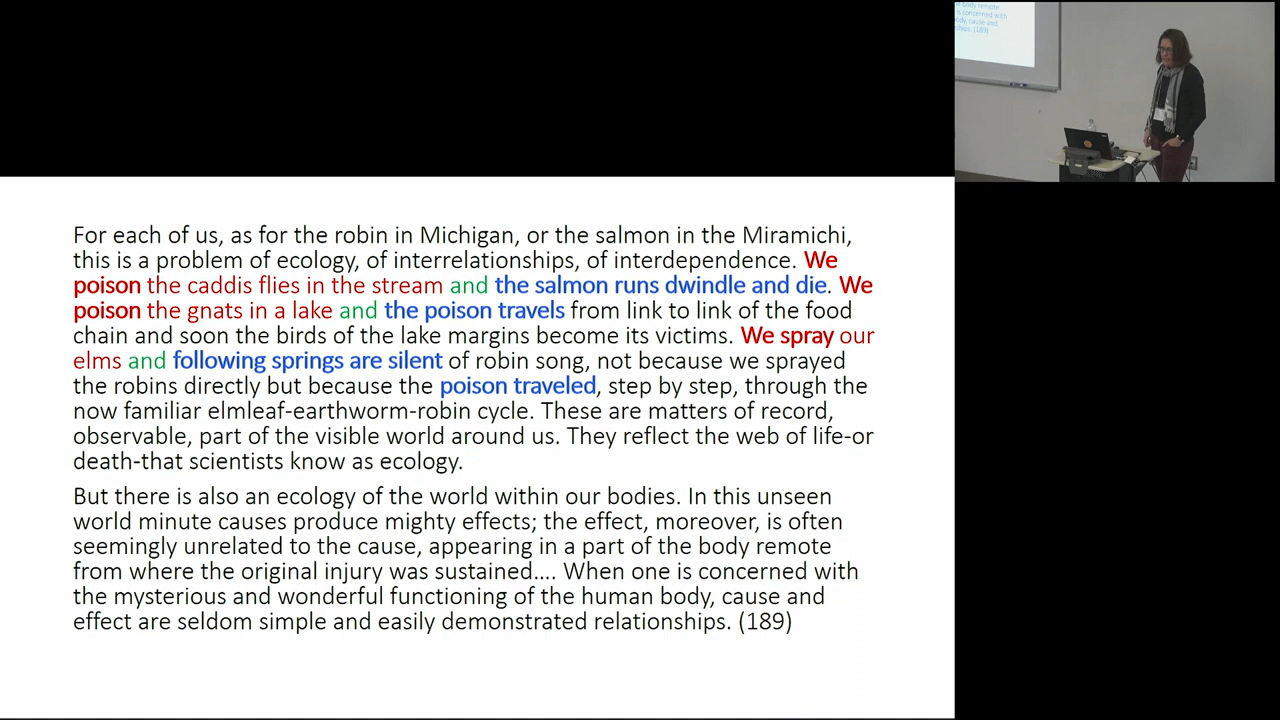 For each of us, as for the robin in Michigan, or the salmon in the Miramichi,
this is a problem of ecology, of interrelationships, of interdependence. We
poison the caddis flies in the stream and the salmon runs dwindle and die. We
poison the gnats in a lake and the poison travels from link to link of the food
chain and soon the birds of the lake margins become its victims. We spray our
elms and following springs are silent of robin song, not because we sprayed
the robins directly but because the poison traveled, step by step, through the
now familiar elmleaf-earthworm-robin cycle. These are matters of record,
observable, part of the visible world around us. They reflect the web of life-or
death-that scientists know as ecology.
But there is also an ecology of the world within our bodies. In this unseen
world minute causes produce mighty effects; the effect, moreover, is often
seemingly unrelated to the cause, appearing in a part of the body remote
from where the original injury was sustained.... When one is concerned with
the mysterious and wonderful functioning of the human body, cause and
effect are seldom simple and easily demonstrated relationships. (189)
body remote
is concerned with
body, cause and
(189)